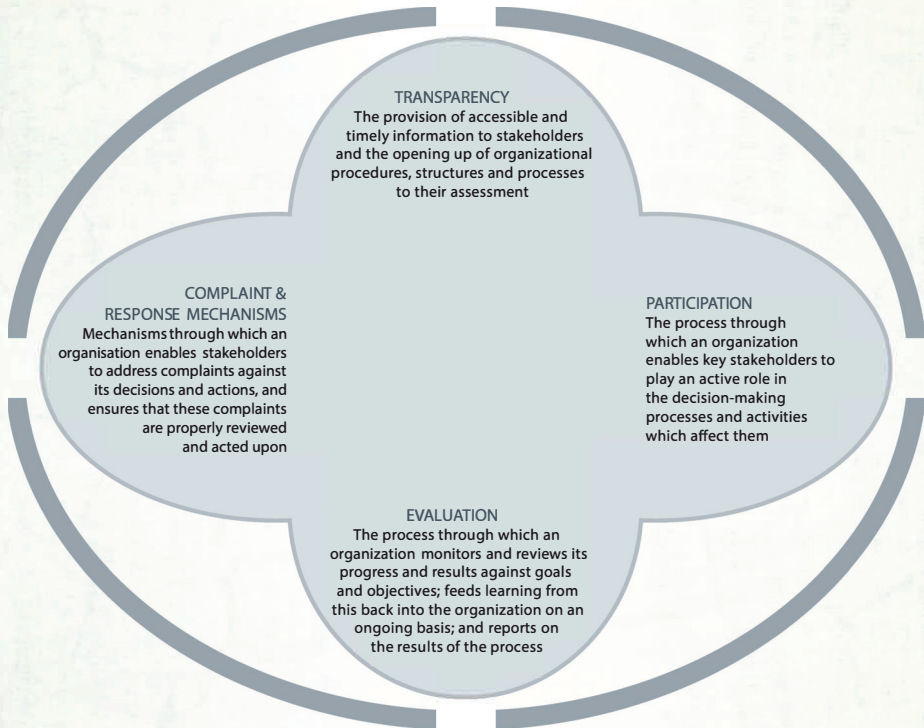 TRANSPARENCY
The provision of accessible and
timely information to stakeholders
and the opening up of organizational
procedures, structures and processes
to their assessment
COMPLAINT &
RESPONSE MECHANISMS
Mechanisms through which an
organisation enables stakeholders
to address complaints against
its decisions and actions, and
ensures that these complaints
are properly reviewed
and acted upon
PARTICIPATION
The process through
which an organization
enables key stakeholders to
play an active role in
the decision-making
processes and activities
which affect them
EVALUATION
The process through which an
organization monitors and reviews its
progress and results against goals
and objectives; feeds learning from
this back into the organization on an
ongoing basis; and reports on
the results of the process